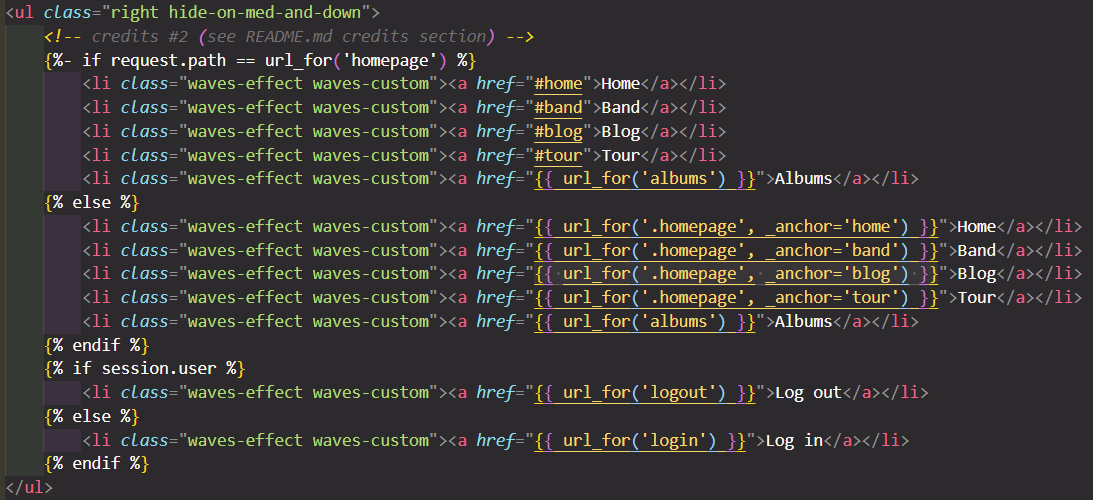 <ul class="right hide-on-med-and-down">
    <!-- credits #2 (see README.md credits section) -->
    {%- if request.path == url_for('homepage') %}
        <li class="waves-effect waves-custom"><a href="#home">Home</a></li>
        <li class="waves-effect waves-custom"><a href="#band">Band</a></li>
        <li class="waves-effect waves-custom"><a href="#blog">Blog</a></li>
        <li class="waves-effect waves-custom"><a href="#tour">Tour</a></li>
        <li class="waves-effect waves-custom"><a href="{{ url_for('albums') }}">Albums</a></li>
    {% else %}
        <li class="waves-effect waves-custom"><a href="{{ url_for('.homepage', _anchor='home') }}">Home</a></li>
        <li class="waves-effect waves-custom"><a href="{{ url_for('.homepage', _anchor='band') }}">Band</a></li>
        <li class="waves-effect waves-custom"><a href="{{ url_for('.homepage', _anchor='blog') }}">Blog</a></li>
        <li class="waves-effect waves-custom"><a href="{{ url_for('.homepage', _anchor='tour') }}">Tour</a></li>
        <li class="waves-effect waves-custom"><a href="{{ url_for('albums') }}">Albums</a></li>
    {% endif %}
    {% if session.user %}
        <li class="waves-effect waves-custom"><a href="{{ url_for('logout') }}">Log out</a></li>
    {% else %}
        <li class="waves-effect waves-custom"><a href="{{ url_for('login') }}">Log in</a></li>
    {% endif %}
</ul>